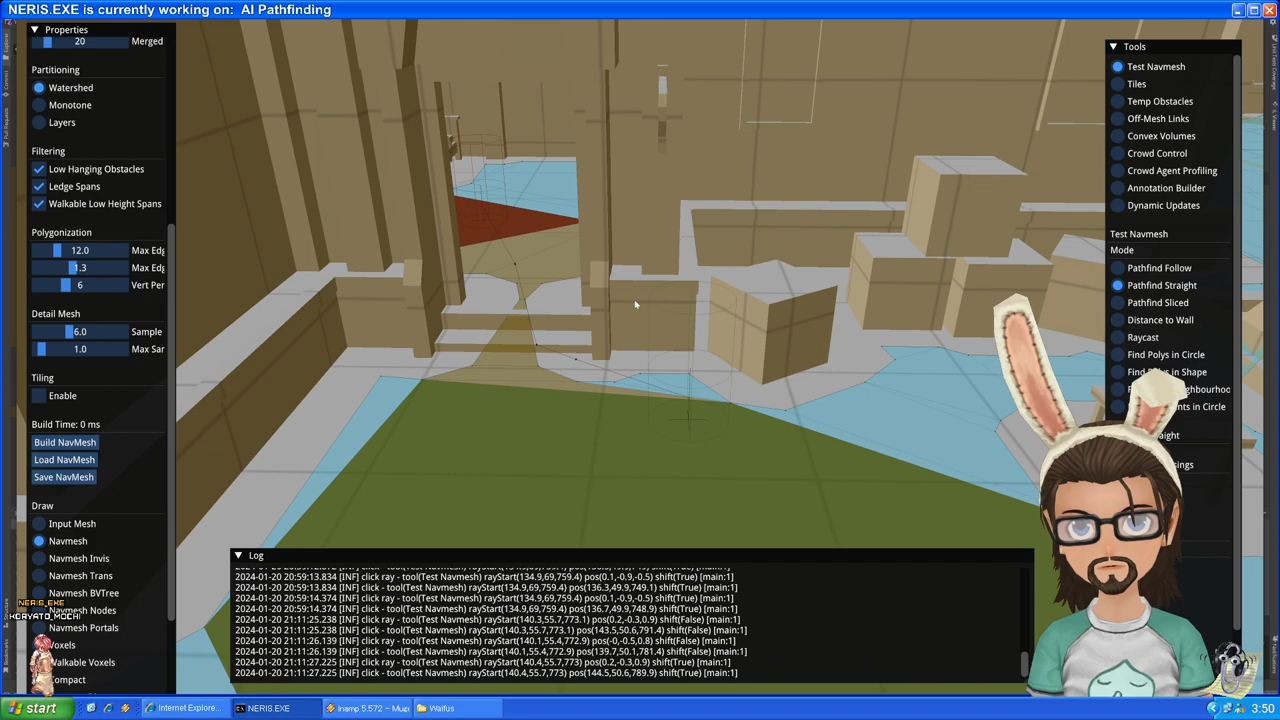 NERIS.EXE is currently working on: AI Pathfinding
Properties
20 Merged
Partitioning
Watershed
Monotone
Layers
Filtering
Low Hanging Obstacles
Ledge Spans
Walkable Low Height Spans
Polygonization
12.0 Max Edg
1.3 Max Edg
6 Vert Per
Detail Mesh
6.0 Sample
1.0 Max Sar
Tiling
Enable
Build Time: 0 ms
Build NavMesh
Load NavMesh
Save NavMesh
Draw
Input Mesh
Navmesh
Navmesh Invis
Navmesh Trans
Navmesh BVTree
Navmesh Nodes
Navmesh Portals
Voxels
Walkable Voxels
Compact
NERIS.EXE
KORYATO_MOCHI
Tools
Test Navmesh
Tiles
Temp Obstacles
Off-Mesh Links
Convex Volumes
Crowd Control
Crowd Agent Profiling
Annotation Builder
Dynamic Updates
Test Navmesh
Mode
Pathfind Follow
Pathfind Straight
Pathfind Sliced
Distance to Wall
Raycast
Find Polys in Circle
Find Polys in Shape
Log
2024-01-20 20:59:13.834 [INF] click ray - tool(Test Navmesh) rayStart(134.9,69,759.4) pos(0.1,-0.9,-0.5) shift(True) [main:1]
2024-01-20 20:59:13.834 [INF] click - tool(Test Navmesh) rayStart(134.9,69,759.4) pos(136.3,49.9,749.1) shift(True) [main:1]
2024-01-20 20:59:14.374 [INF] click ray - tool(Test Navmesh) rayStart(134.9,69,759.4) pos(0.1,-0.9,-0.5) shift(True) [main:1]
2024-01-20 20:59:14.374 [INF] click - tool(Test Navmesh) rayStart(134.9,69,759.4) pos(136.7,49.9,748.9) shift(True) [main:1]
2024-01-20 21:11:25.238 [INF] click ray - tool(Test Navmesh) rayStart(140.3,55.7,773.1) pos(0.2,-0.3,0.9) shift(False) [main:1]
2024-01-20 21:11:25.238 [INF] click - tool(Test Navmesh) rayStart(140.3,55.7,773.1) pos(143.5,50.6,791.4) shift(False) [main:1]
2024-01-20 21:11:26.139 [INF] click ray - tool(Test Navmesh) rayStart(140.1,55.4,772.9) pos(-0,-0.5,0.8) shift(False) [main:1]
2024-01-20 21:11:26.139 [INF] click - tool(Test Navmesh) rayStart(140.1,55.4,772.9) pos(139.7,50.1,781.4) shift(False) [main:1]
2024-01-20 21:11:27.225 [INF] click ray - tool(Test Navmesh) rayStart(140.4,55.7,773) pos(0.2,-0.3,0.9) shift(True) [main:1]
2024-01-20 21:11:27.225 [INF] click - tool(Test Navmesh) rayStart(140.4,55.7,773) pos(144.5,50.6,789.9) shift(True) [main:1]
start
Internet Explore...
NERIS.EXE
Waifus
3:50